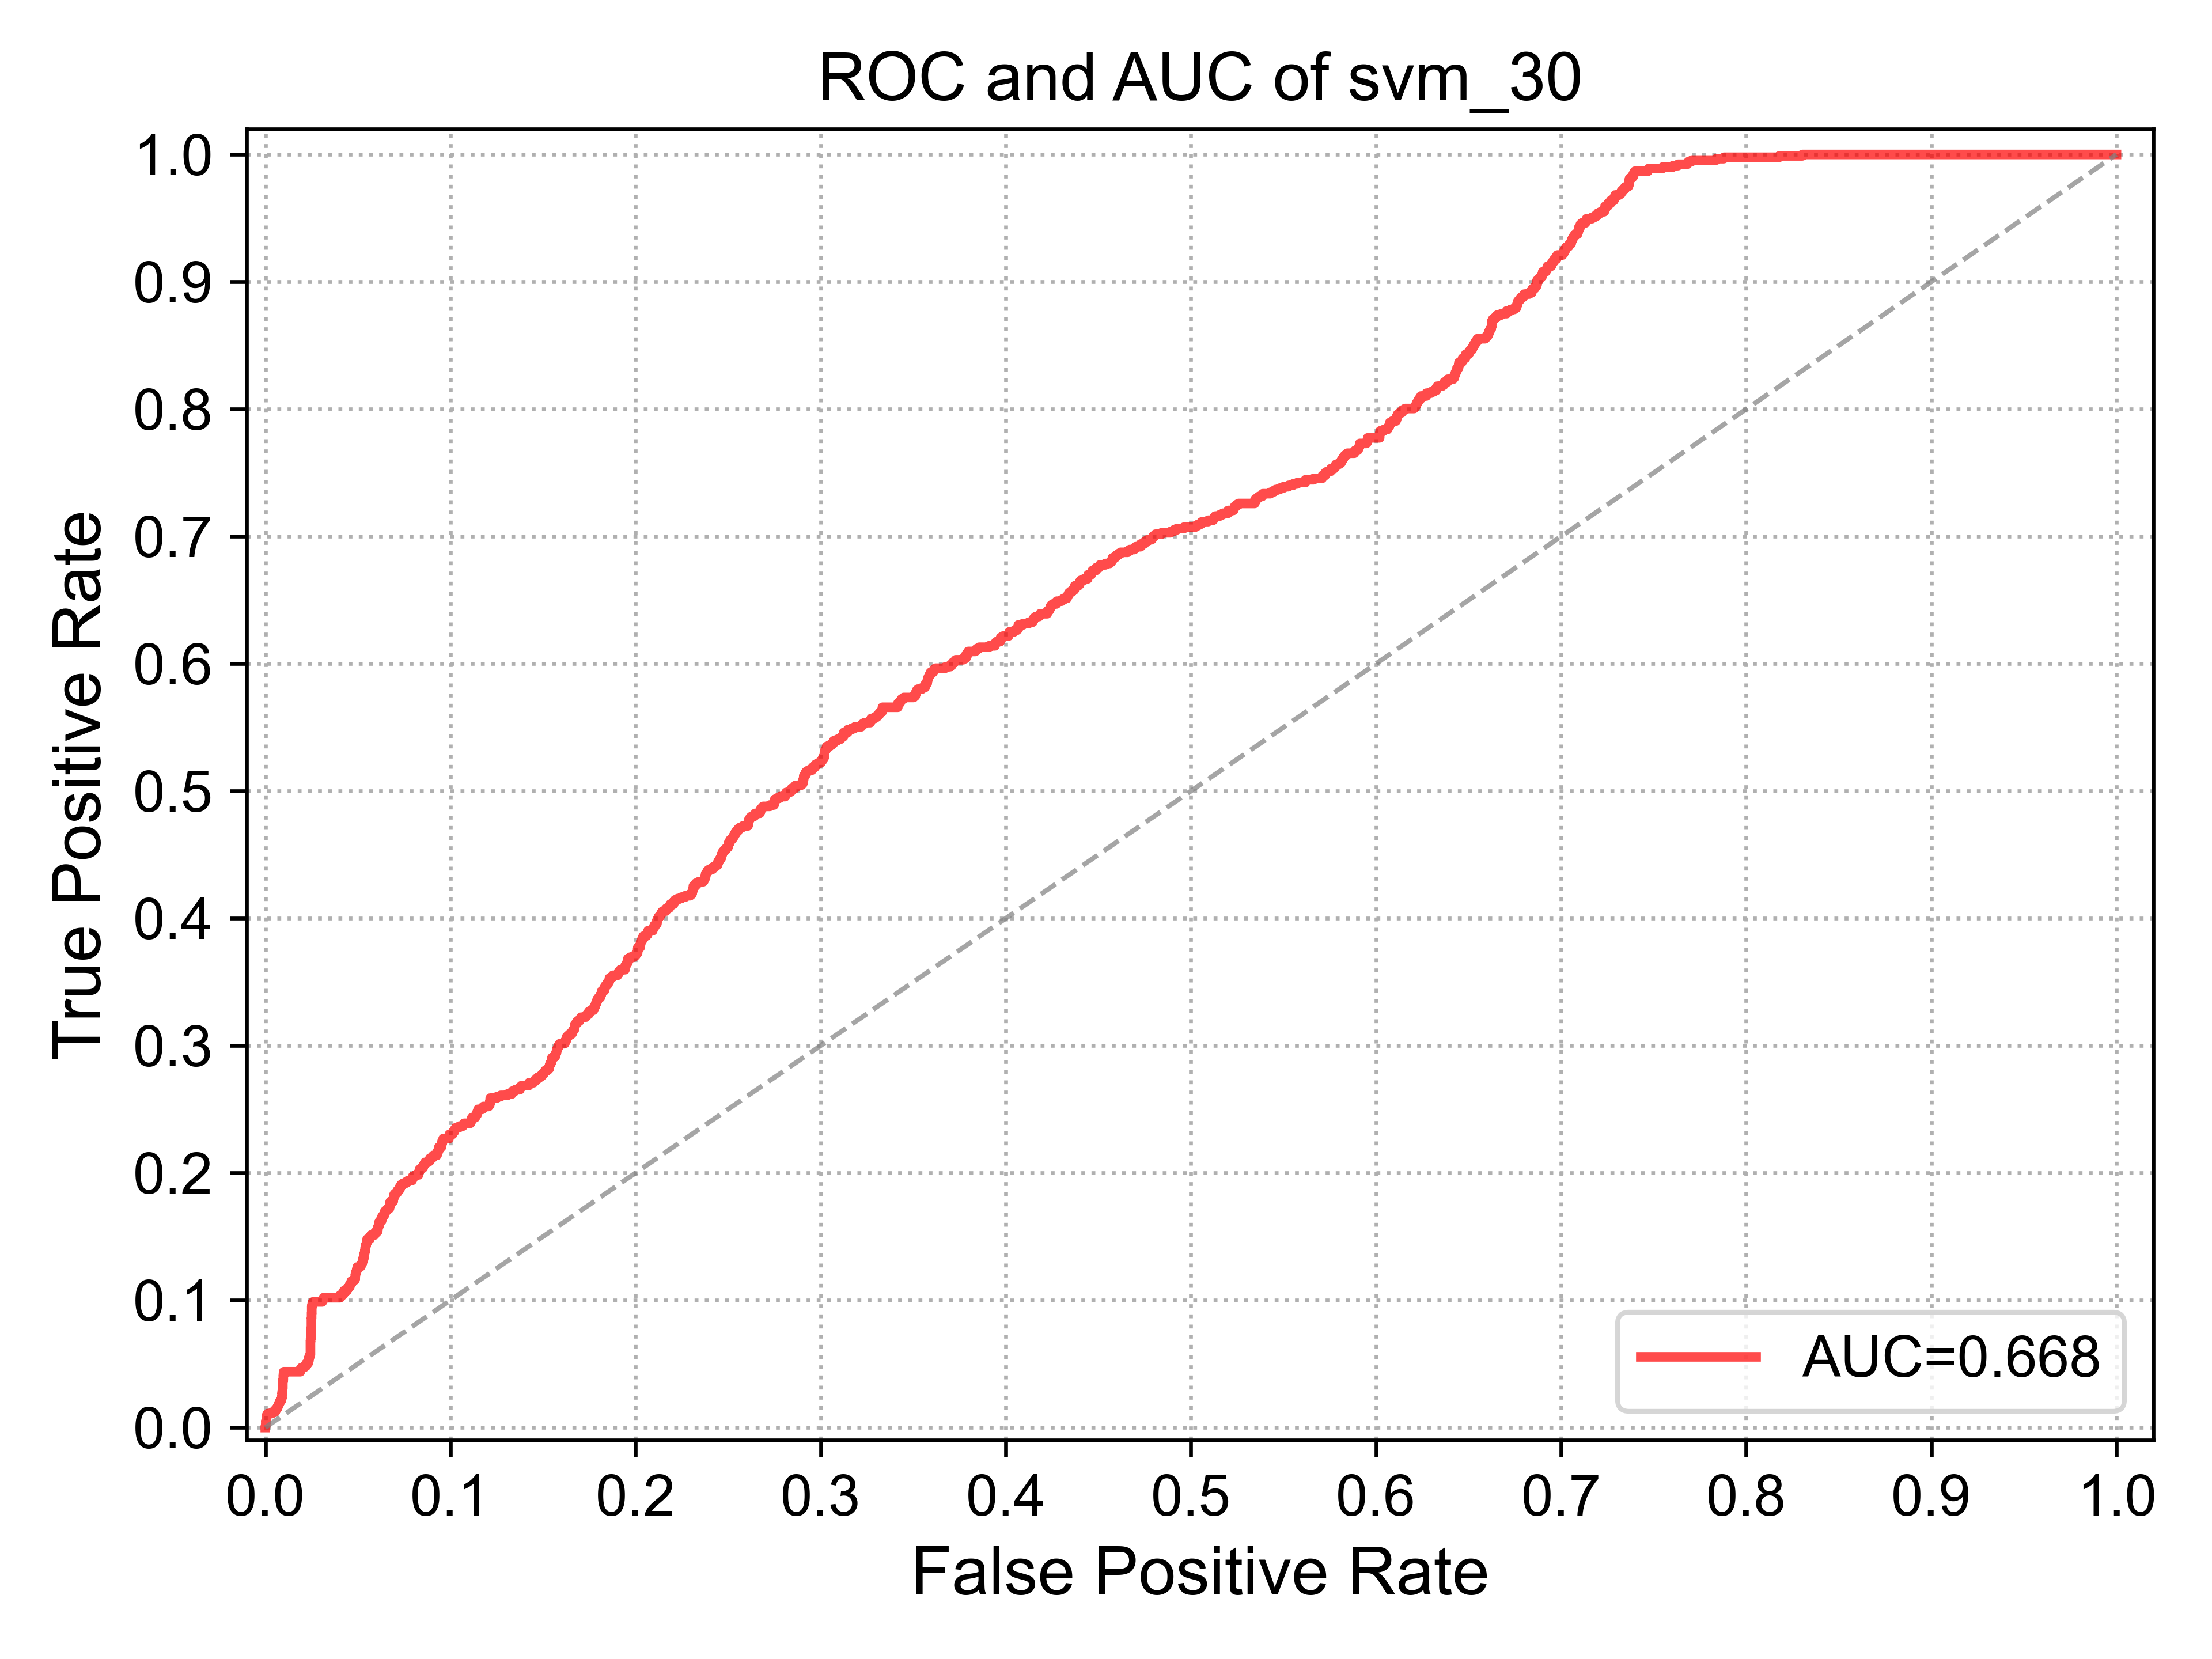 ROC and AUC of svm_30
1.0
0.9
0.8
0.7
0.6
0.5
0.4
0.3
0.2
0.1
0.0
True Positive Rate
AUC=0.668
0.0 0.1 0.2 0.3 0.4 0.5 0.6 0.7 0.8 0.9 1.0
False Positive Rate